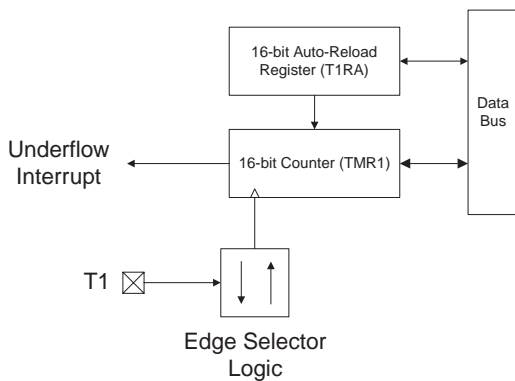 16-bit Auto-Reload
Register (T1RA)
Data
Bus
Underflow
Interrupt
16-bit Counter (TMR1)
T1
Edge Selector
Logic